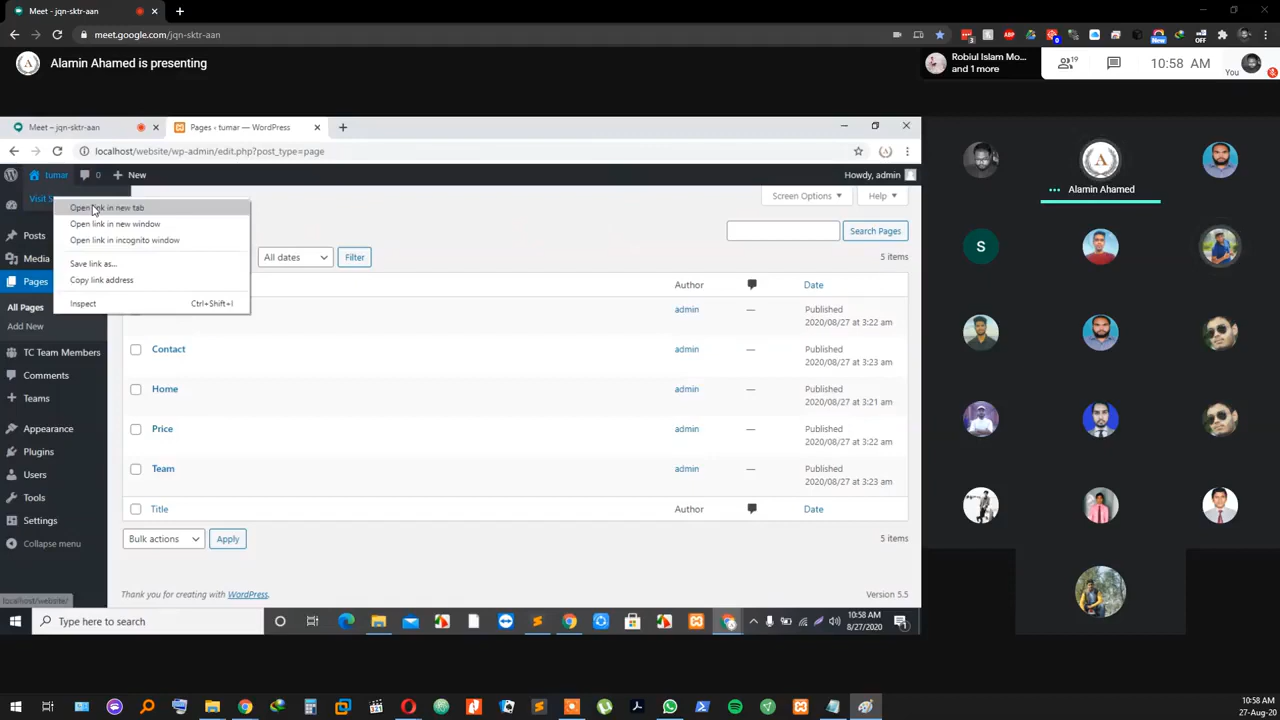 Meet - jqn-sktr-aan
meet.google.com/jqn-sktr-aan
Alamin Ahamed is presenting
Robiul Islam Mo...
and 1 more
19
10:58 AM
You
Meet – jqn-sktr-aan
Pages ‹ tumar — WordPress
localhost/website/wp-admin/edit.php?post_type=page
tumar
0
New
Howdy, admin
Visit S
Screen Options
Help
Open link in new tab
Open link in new window
Open link in incognito window
Save link as...
Copy link address
Inspect
Ctrl+Shift+I
Posts
Media
Pages
All Pages
Add New
TC Team Members
Comments
Teams
Appearance
Plugins
Users
Tools
Settings
Collapse menu
Search Pages
All dates
Filter
5 items
Author
Date
admin
—
Published
2020/08/27 at 3:22 am
Contact
admin
—
Published
2020/08/27 at 3:23 am
Home
admin
—
Published
2020/08/27 at 3:21 am
Price
admin
—
Published
2020/08/27 at 3:22 am
Team
admin
—
Published
2020/08/27 at 3:23 am
Title
Author
Date
Bulk actions
Apply
5 items
Thank you for creating with WordPress.
Version 5.5
localhost/website/
Type here to search
10:58 AM
8/27/2020
Alamin Ahamed
S
10:58 AM
27-Aug-20